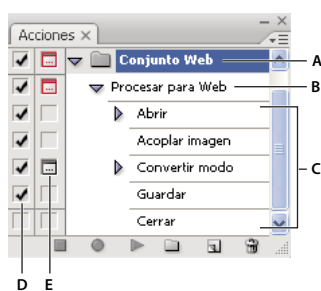 Acciones ×
Conjunto Web A
Procesar para Web B
Abrir
Acoplar imagen
Convertir modo C
Guardar
Cerrar
D E